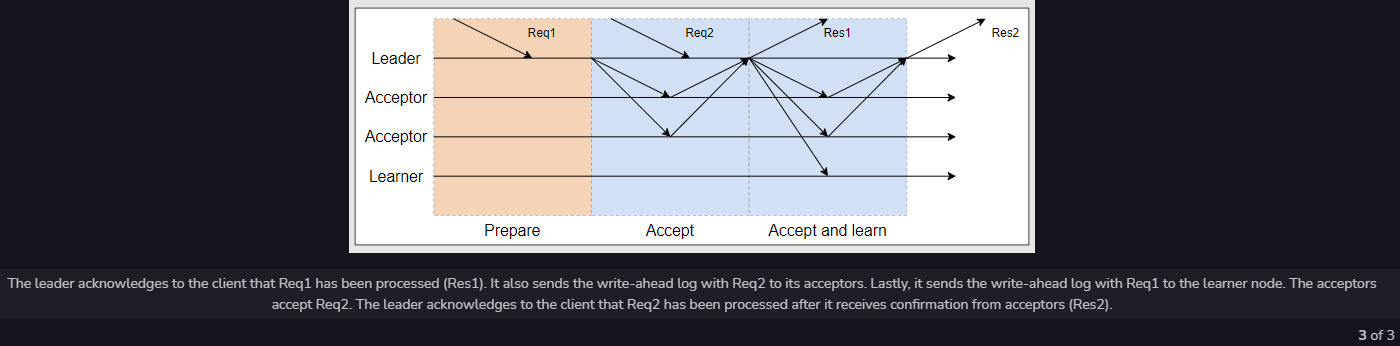 Req1
Req2
Res1
Res2
Leader
Acceptor
Acceptor
Learner
Prepare
Accept
Accept and learn
The leader acknowledges to the client that Req1 has been processed (Res1). It also sends the write-ahead log with Req2 to its acceptors. Lastly, it sends the write-ahead log with Req1 to the learner node. The acceptors
accept Req2. The leader acknowledges to the client that Req2 has been processed after it receives confirmation from acceptors (Res2).
3 of 3